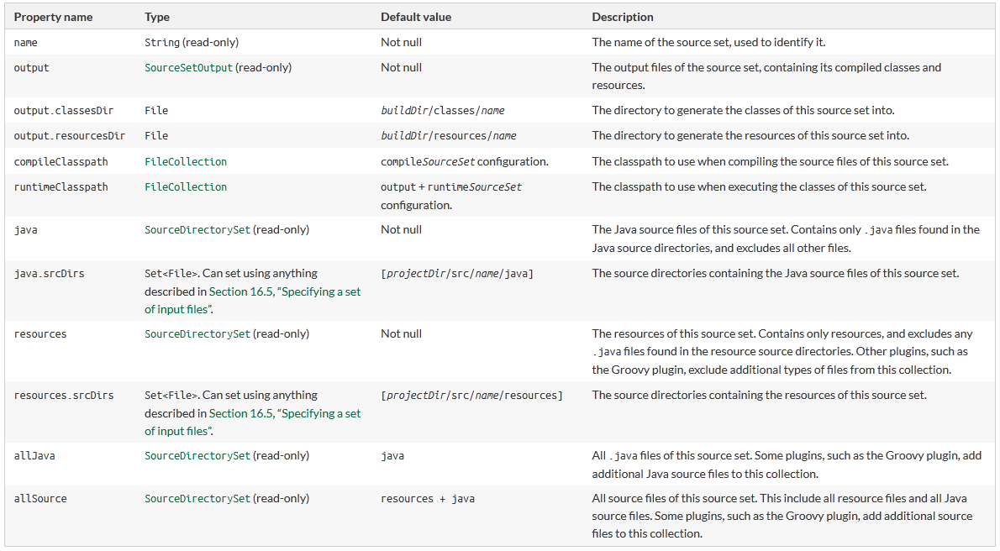 Property name Type Default value Description
name String (read-only) Not null The name of the source set, used to identify it.
output SourceSetOutput (read-only) Not null The output files of the source set, containing its compiled classes and
resources.
output.classesDir File buildDir/classes/name The directory to generate the classes of this source set into.
output.resourcesDir File buildDir/resources/name The directory to generate the resources of this source set into.
compileClasspath FileCollection compileSourceSet configuration. The classpath to use when compiling the source files of this source set.
runtimeClasspath FileCollection output + runtimeSourceSet The classpath to use when executing the classes of this source set.
configuration.
java SourceDirectorySet (read-only) Not null The Java source files of this source set. Contains only .java files found in the
Java source directories, and excludes all other files.
java.srcDirs Set<File>. Can set using anything [projectDir/src/name/java] The source directories containing the Java source files of this source set.
described in Section 16.5, “Specifying a set
of input files”.
resources SourceDirectorySet (read-only) Not null The resources of this source set. Contains only resources, and excludes any
.java files found in the resource source directories. Other plugins, such as
the Groovy plugin, exclude additional types of files from this collection.
resources.srcDirs Set<File>. Can set using anything [projectDir/src/name/resources] The source directories containing the resources of this source set.
described in Section 16.5, “Specifying a set
of input files”.
allJava SourceDirectorySet (read-only) java All .java files of this source set. Some plugins, such as the Groovy plugin, add
additional Java source files to this collection.
allSource SourceDirectorySet (read-only) resources + java All source files of this source set. This include all resource files and all Java
source files. Some plugins, such as the Groovy plugin, add additional source
files to this collection.